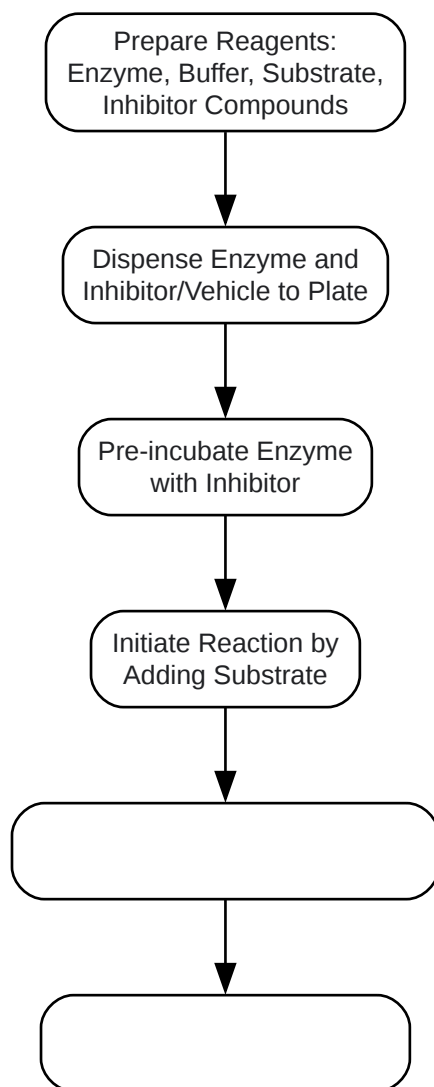 Prepare Reagents:
Enzyme, Buffer, Substrate,
Inhibitor Compounds
Dispense Enzyme and
Inhibitor/Vehicle to Plate
Pre-incubate Enzyme
with Inhibitor
Initiate Reaction by
Adding Substrate